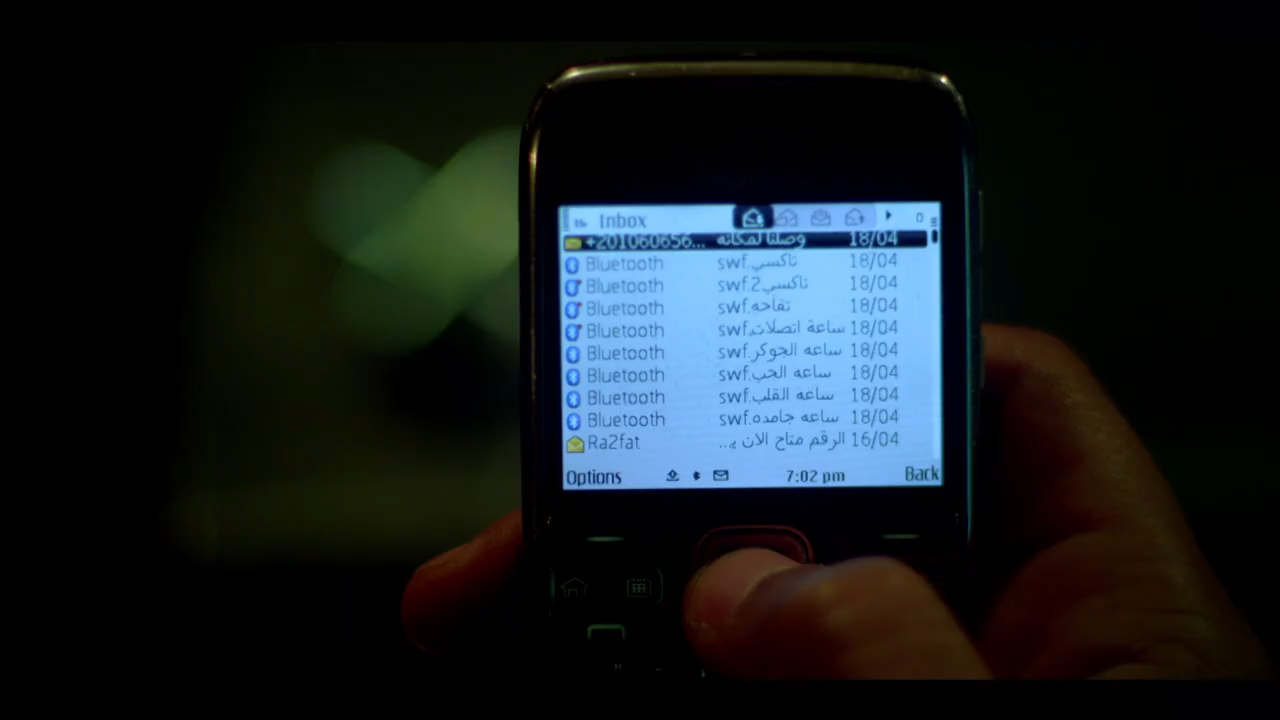 Inbox
+201060656... وصلنا لمكانه 18/04
Bluetooth تاكسي.swf 18/04
Bluetooth تاكسي2.swf 18/04
Bluetooth تفاحه.swf 18/04
Bluetooth ساعة اتصلات.swf 18/04
Bluetooth ساعه الجوكر.swf 18/04
Bluetooth ساعه الحب.swf 18/04
Bluetooth ساعه القلب.swf 18/04
Bluetooth ساعه جامده.swf 18/04
Ra2fat الرقم متاح الان ي... 16/04
Options 7:02 pm Back